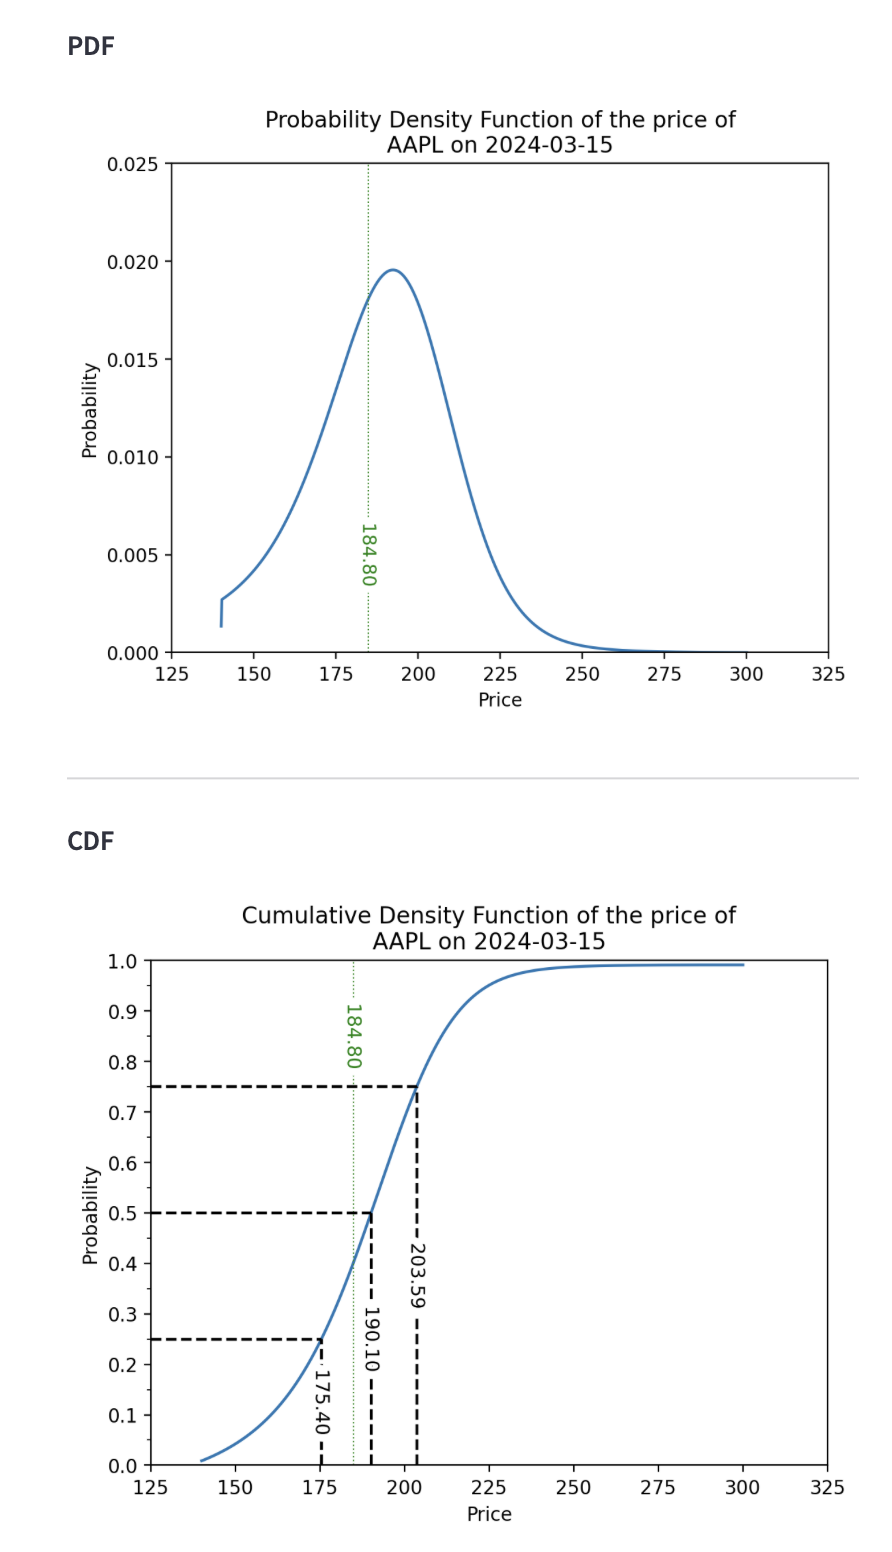 PDF
Probability Density Function of the price of
AAPL on 2024-03-15
0.025
0.020
0.015
0.010
0.005
0.000
Probability
184.80
125 150 175 200 225 250 275 300 325
Price
CDF
Cumulative Density Function of the price of
AAPL on 2024-03-15
1.0
0.9
0.8
0.7
0.6
0.5
0.4
0.3
0.2
0.1
0.0
Probability
184.80
203.59
190.10
175.40
125 150 175 200 225 250 275 300 325
Price